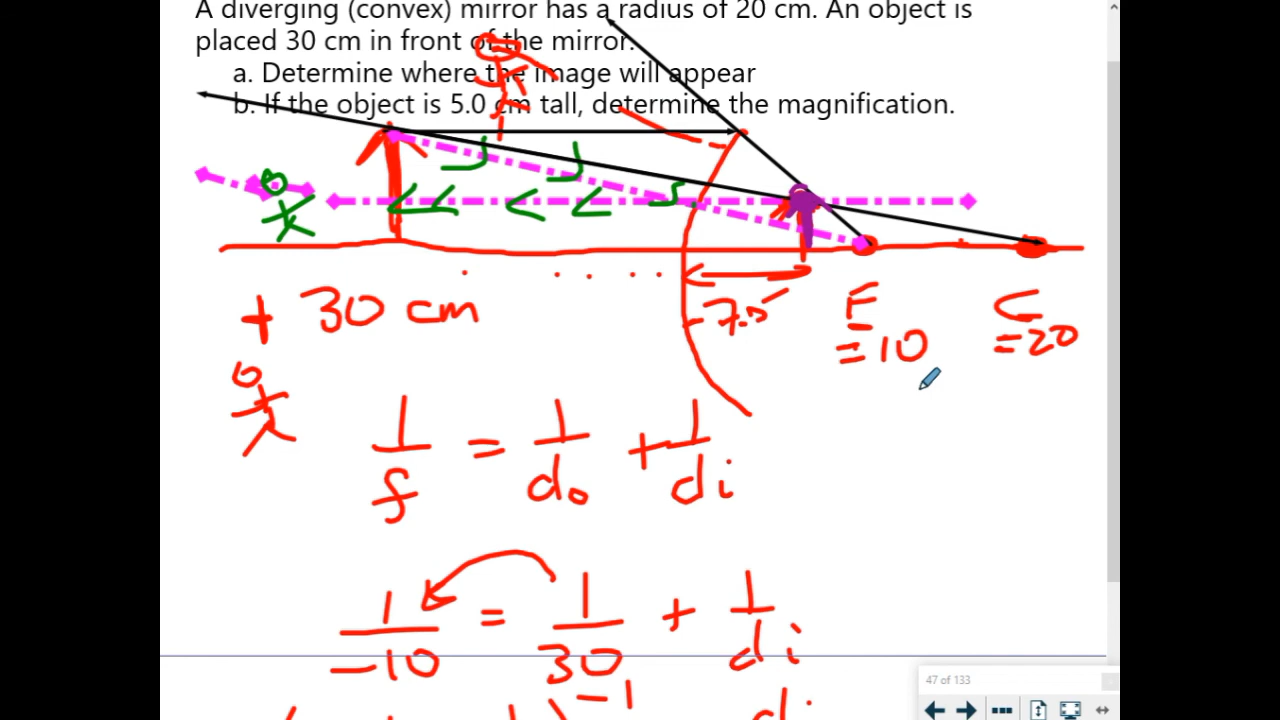 A diverging (convex) mirror has a radius of 20 cm. An object is
placed 30 cm in front of the mirror.
a. Determine where the image will appear
b. If the object is 5.0 cm tall, determine the magnification.
+ 30 cm
-7.5
F
C
=10
=20
1/f = 1/do + 1/di
1/-10 = 1/30 + 1/di
-1
di
47 of 133